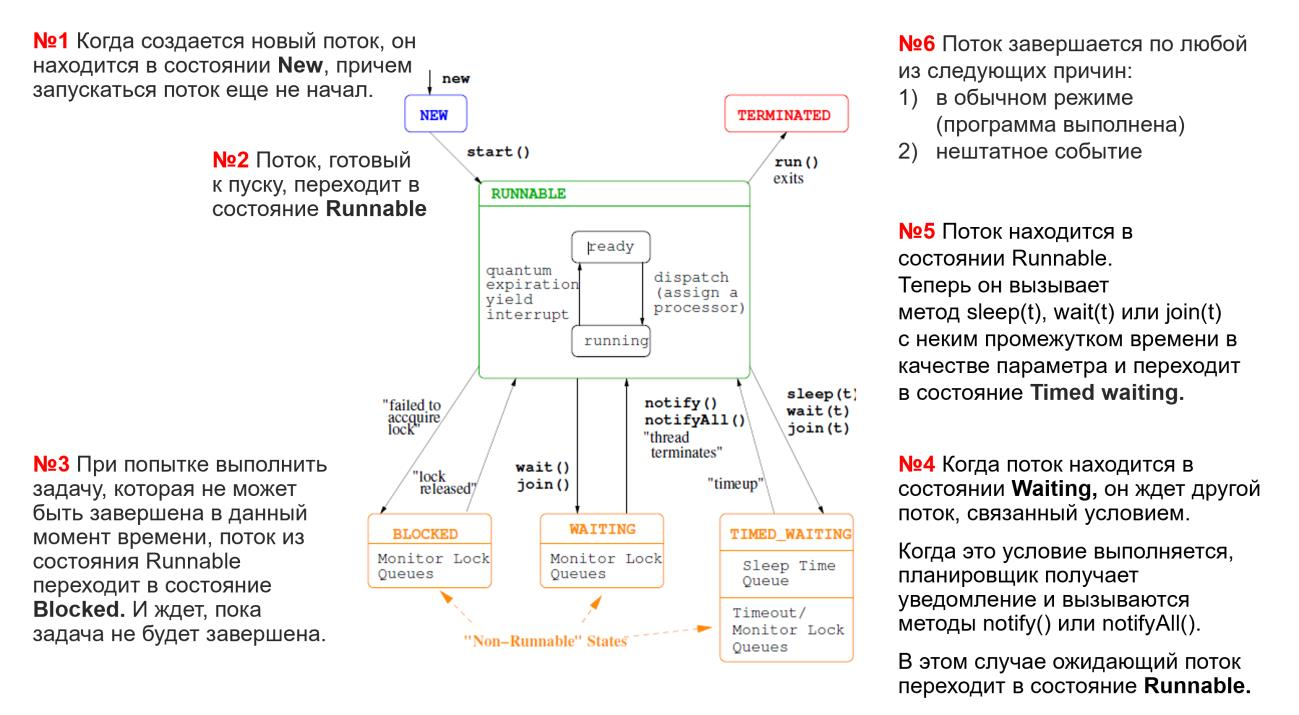 №1 Когда создается новый поток, он
находится в состоянии New, причем
запускаться поток еще не начал.
new
NEW
start()
№2 Поток, готовый
к пуску, переходит в
состояние Runnable
TERMINATED
run()
exits
№6 Поток завершается по любой
из следующих причин:
1) в обычном режиме
(программа выполнена)
2) нештатное событие
RUNNABLE
ready
quantum
expiration
yield
interrupt
dispatch
(assign a
processor)
running
№5 Поток находится в
состоянии Runnable.
Теперь он вызывает
метод sleep(t), wait(t) или join(t)
с неким промежутком времени в
качестве параметра и переходит
в состояние Timed waiting.
"failed to
accquire
lock"
"lock
released"
wait()
join()
notify()
notifyAll()
"thread
terminates"
"timeup"
sleep(t)
wait(t)
join(t)
№3 При попытке выполнить
задачу, которая не может
быть завершена в данный
момент времени, поток из
состояния Runnable
переходит в состояние
Blocked. И ждет, пока
задача не будет завершена.
BLOCKED
Monitor Lock
Queues
WAITING
Monitor Lock
Queues
TIMED_WAITING
Sleep Time
Queue
Timeout/
Monitor Lock
Queues
"Non-Runnable" States
№4 Когда поток находится в
состоянии Waiting, он ждет другой
поток, связанный условием.
Когда это условие выполняется,
планировщик получает
уведомление и вызываются
методы notify() или notifyAll().
В этом случае ожидающий поток
переходит в состояние Runnable.